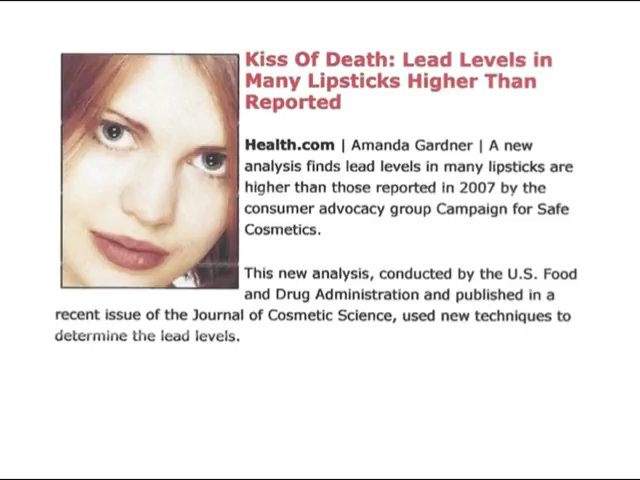 Kiss Of Death: Lead Levels in
Many Lipsticks Higher Than
Reported
Health.com | Amanda Gardner | A new
analysis finds lead levels in many lipsticks are
higher than those reported in 2007 by the
consumer advocacy group Campaign for Safe
Cosmetics.
This new analysis, conducted by the U.S. Food
and Drug Administration and published in a
recent issue of the Journal of Cosmetic Science, used new techniques to
determine the lead levels.